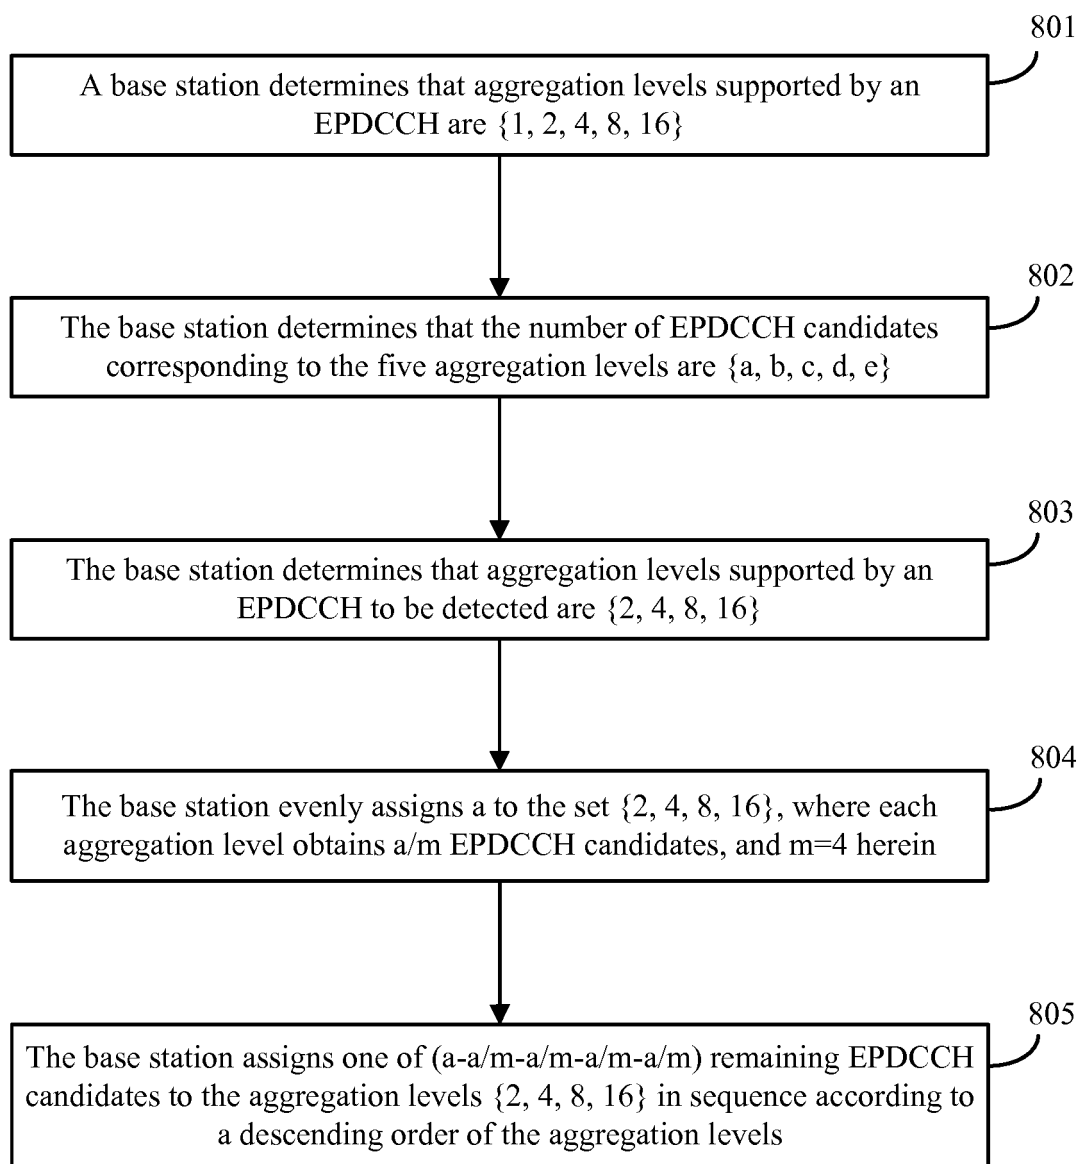 801
A base station determines that aggregation levels supported by an
EPDCCH are {1, 2, 4, 8, 16}
802
The base station determines that the number of EPDCCH candidates
corresponding to the five aggregation levels are {a, b, c, d, e}
803
The base station determines that aggregation levels supported by an
EPDCCH to be detected are {2, 4, 8, 16}
804
The base station evenly assigns a to the set {2, 4, 8, 16}, where each
aggregation level obtains a/m EPDCCH candidates, and m=4 herein
805
The base station assigns one of (a-a/m-a/m-a/m-a/m) remaining EPDCCH
candidates to the aggregation levels {2, 4, 8, 16} in sequence according to
a descending order of the aggregation levels